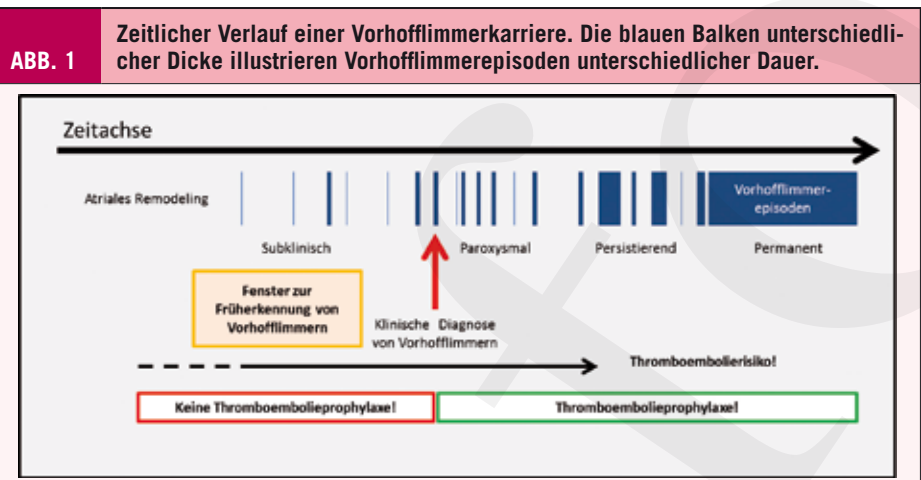 ABB. 1
Zeitlicher Verlauf einer Vorhofflimmerkarriere. Die blauen Balken unterschiedli-
cher Dicke illustrieren Vorhofflimmerepisoden unterschiedlicher Dauer.
Zeitachse
Atriales Remodeling
Vorhofflimmer-
episoden
Subklinisch
Paroxysmal
Persistierend
Permanent
Fenster zur
Früherkennung von
Vorhofflimmern
Klinische Diagnose
von Vorhofflimmern
Thromboembolierisiko!
Keine Thromboembolieprophylaxe!
Thromboembolieprophylaxe!